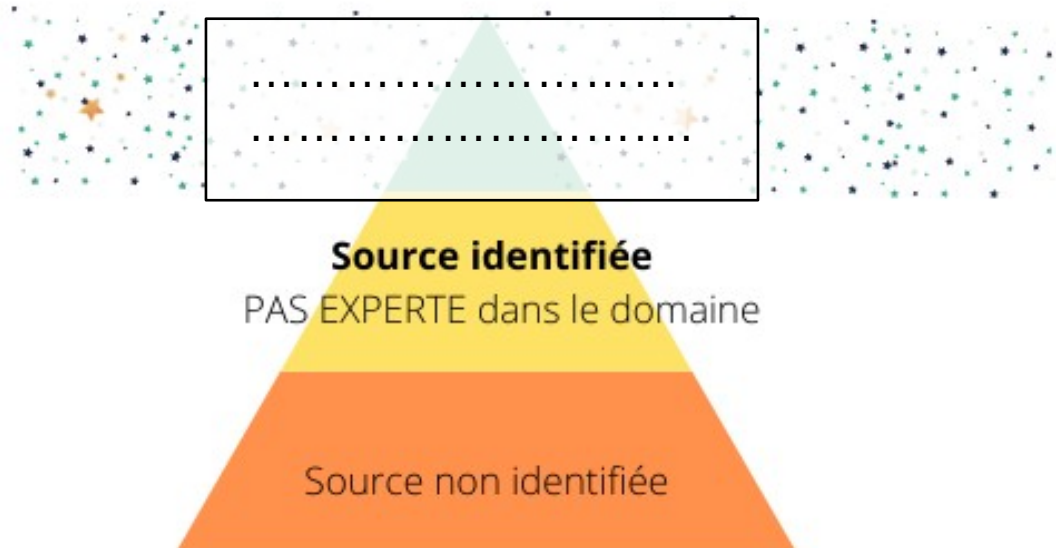 ............................
............................
Source identifiée
PAS EXPERTE dans le domaine
Source non identifiée